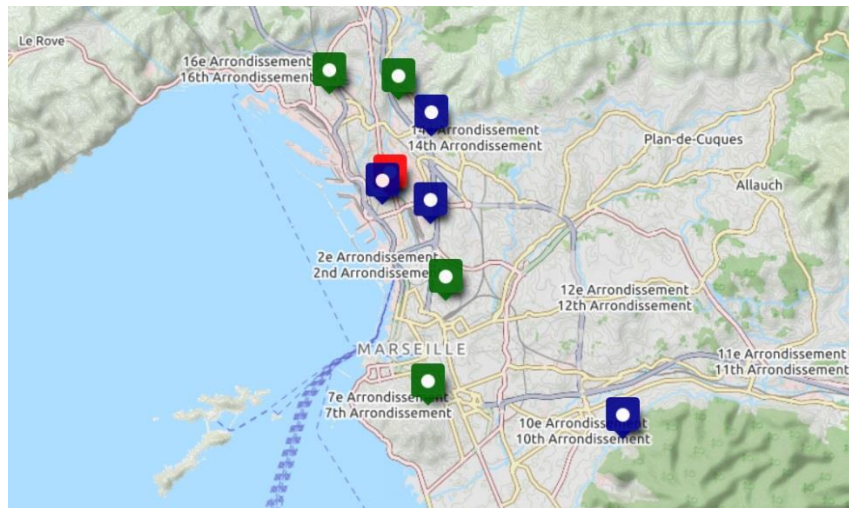 Le Rove
16e Arrondissement
16th Arrondissement
14e Arrondissement
14th Arrondissement
Plan-de-Cuques
Allauch
2e Arrondissement
2nd Arrondissement
12e Arrondissement
12th Arrondissement
MARSEILLE
11e Arrondissement
11th Arrondissement
7e Arrondissement
7th Arrondissement
10e Arrondissement
10th Arrondissement